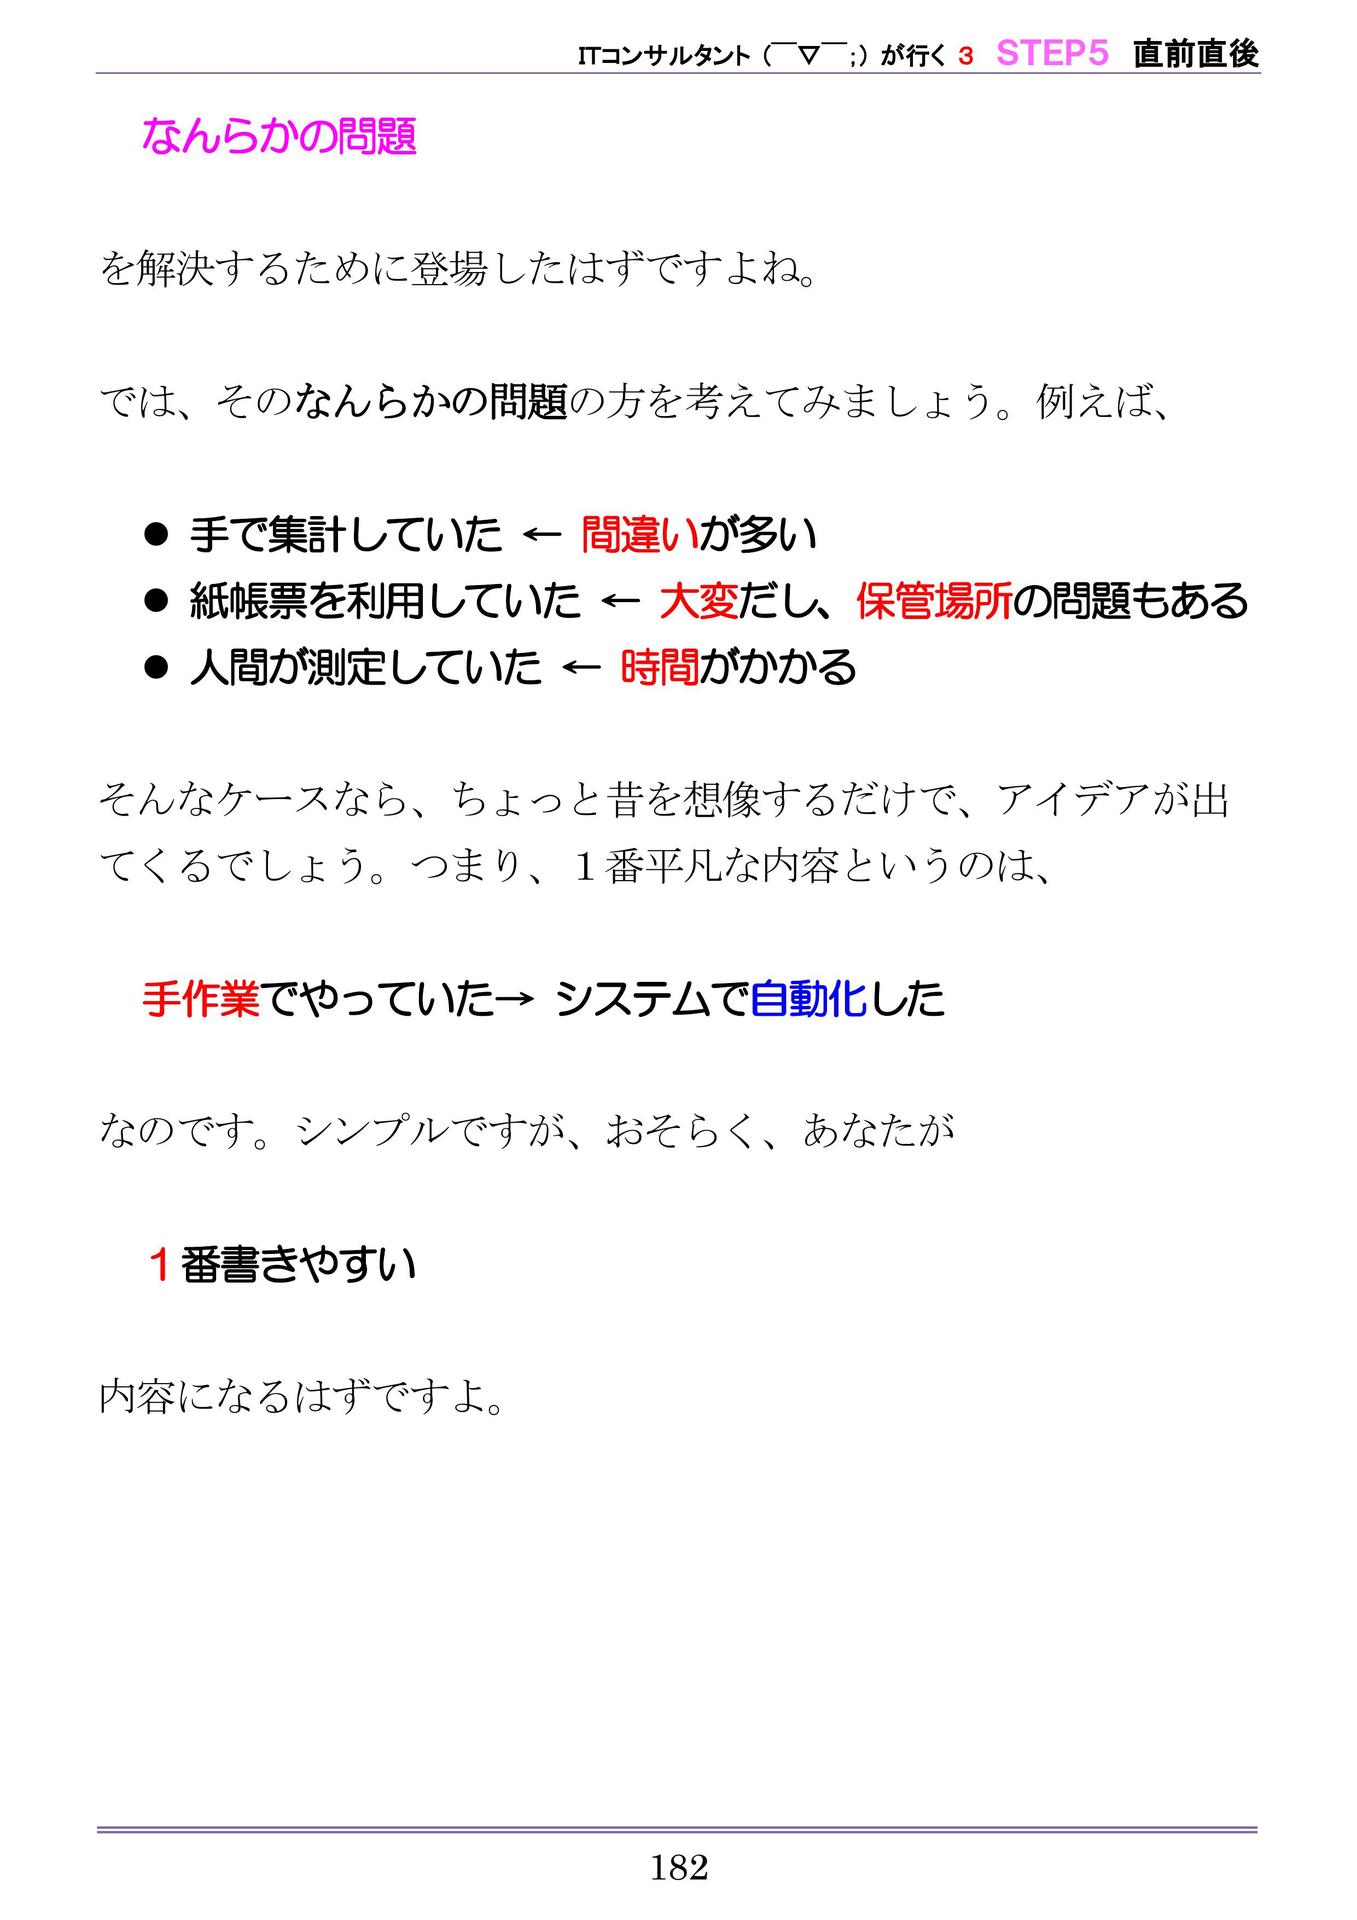 ITコンサルタント（￣▽￣；）が行く 3 STEP5 直前直後
なんらかの問題
を解決するために登場したはずですよね。
では、そのなんらかの問題の方を考えてみましょう。例えば、
● 手で集計していた ← 間違いが多い
● 紙帳票を利用していた ← 大変だし、保管場所の問題もある
● 人間が測定していた ← 時間がかかる
そんなケースなら、ちょっと昔を想像するだけで、アイデアが出
てくるでしょう。つまり、１番平凡な内容というのは、
手作業でやっていた→ システムで自動化した
なのです。シンプルですが、おそらく、あなたが
１番書きやすい
内容になるはずですよ。
182